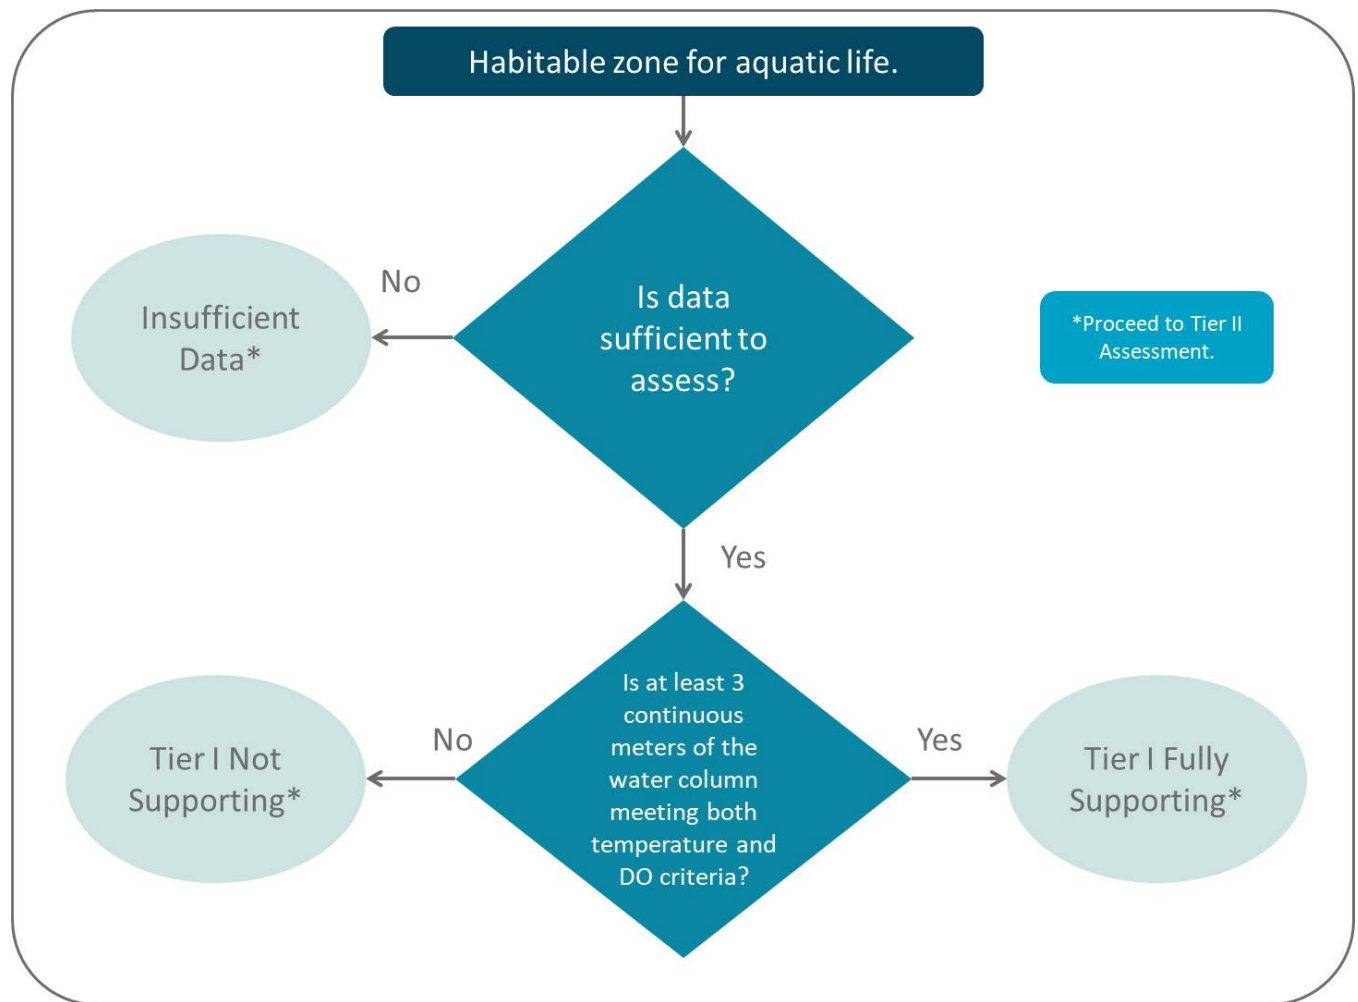 Habitable zone for aquatic life.
No
Insufficient
Data*
Is data
sufficient to
assess?
*Proceed to Tier II
Assessment.
Yes
Tier I Not
Supporting*
No
Is at least 3
continuous
meters of the
water column
meeting both
temperature and
DO criteria?
Yes
Tier I Fully
Supporting*